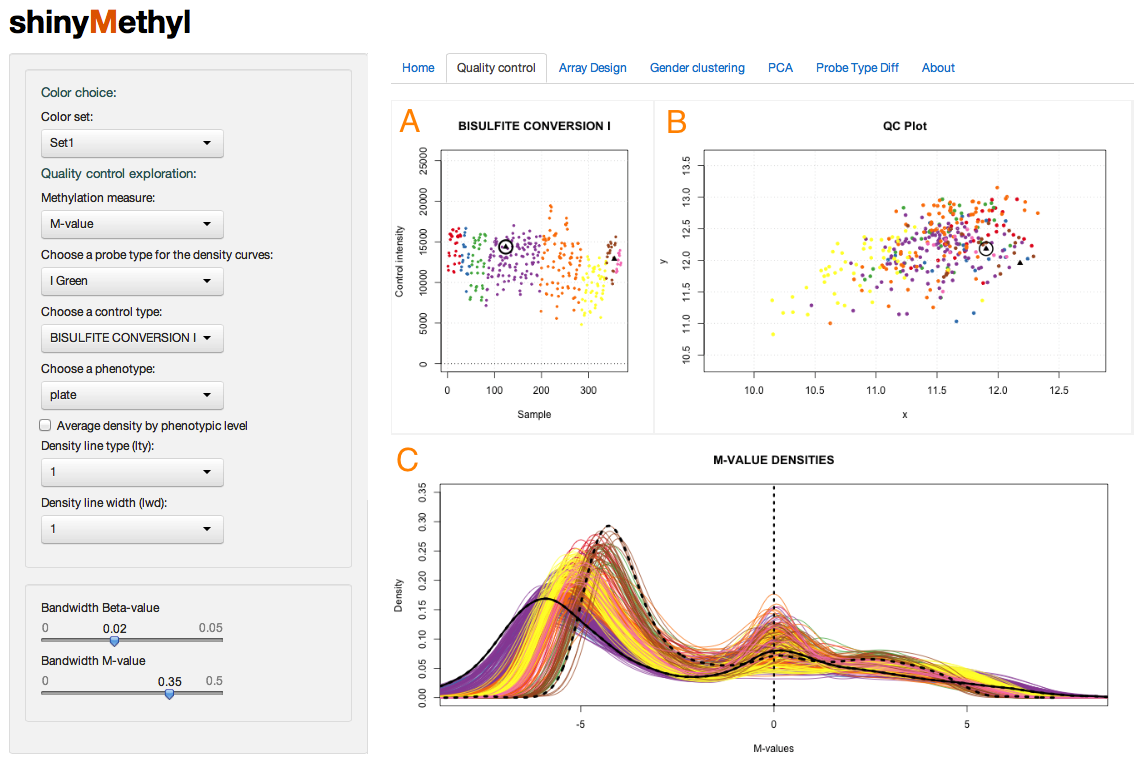 shinyMethyl
Color choice:
Color set:
Set1
Quality control exploration:
Methylation measure:
M-value
Choose a probe type for the density curves:
I Green
Choose a control type:
BISULFITE CONVERSION I
Choose a phenotype:
plate
Average density by phenotypic level
Density line type (lty):
1
Density line width (lwd):
1
Bandwidth Beta-value
0 0.02 0.05
Bandwidth M-value
0 0.35 0.5
Home Quality control Array Design Gender clustering PCA Probe Type Diff About
A
BISULFITE CONVERSION I
Control intensity
25000
20000
15000
10000
5000
0
0 100 200 300
Sample
B
QC Plot
y
13.5
13.0
12.5
12.0
11.5
11.0
10.5
10.0 10.5 11.0 11.5 12.0 12.5
x
C
M-VALUE DENSITIES
Density
0.35
0.30
0.25
0.20
0.15
0.10
0.05
0.00
-5 0 5
M-values